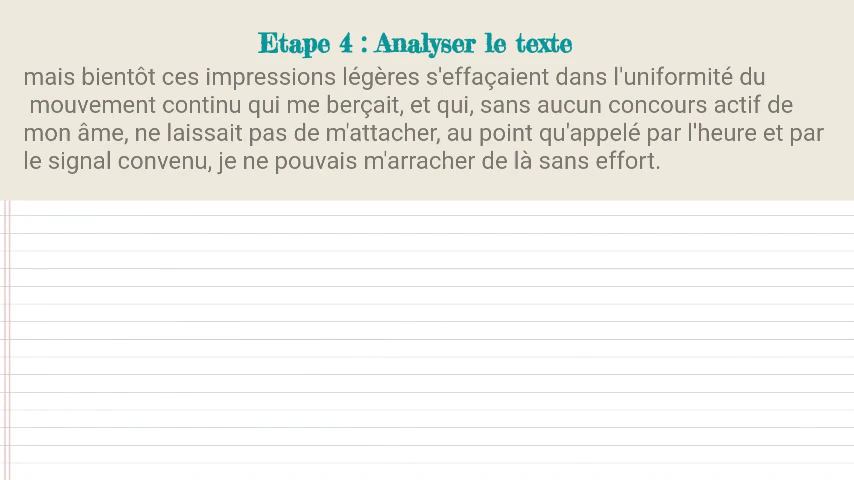 Etape 4 : Analyser le texte
mais bientôt ces impressions légères s'effaçaient dans l'uniformité du
mouvement continu qui me berçait, et qui, sans aucun concours actif de
mon âme, ne laissait pas de m'attacher, au point qu'appelé par l'heure et par
le signal convenu, je ne pouvais m'arracher de là sans effort.